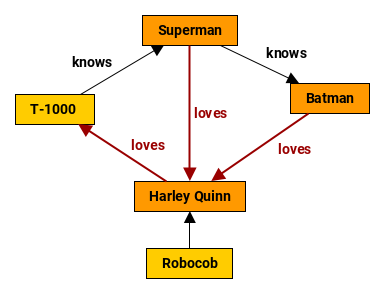 Superman
knows
knows
T-1000
Batman
loves
loves
loves
Harley Quinn
Robocob